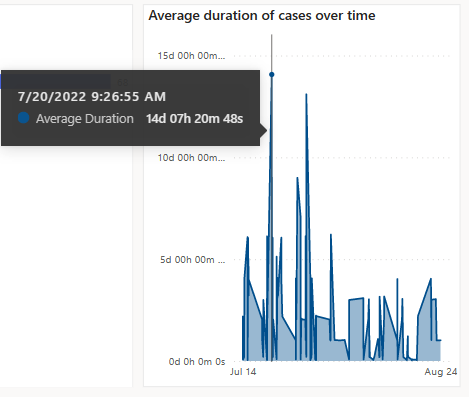 Average duration of cases over time
15d 00h 00m...
7/20/2022 9:26:55 AM
Average Duration 14d 07h 20m 48s
10d 00h 00m...
5d 00h 00m ...
0d 0h 0m 0s
Jul 14 Aug 24